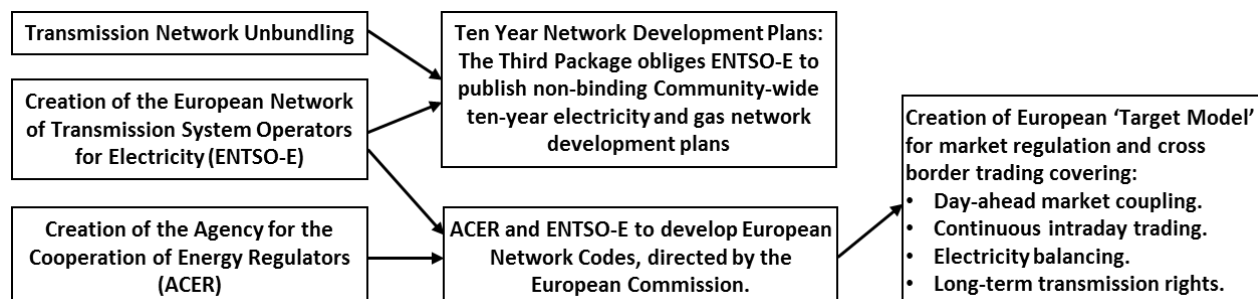 Transmission Network Unbundling
Creation of the European Network
of Transmission System Operators
for Electricity (ENTSO-E)
Creation of the Agency for the
Cooperation of Energy Regulators
(ACER)
Ten Year Network Development Plans:
The Third Package obliges ENTSO-E to
publish non-binding Community-wide
ten-year electricity and gas network
development plans
ACER and ENTSO-E to develop European
Network Codes, directed by the
European Commission.
Creation of European ‘Target Model’
for market regulation and cross
border trading covering:
• Day-ahead market coupling.
• Continuous intraday trading.
• Electricity balancing.
• Long-term transmission rights.